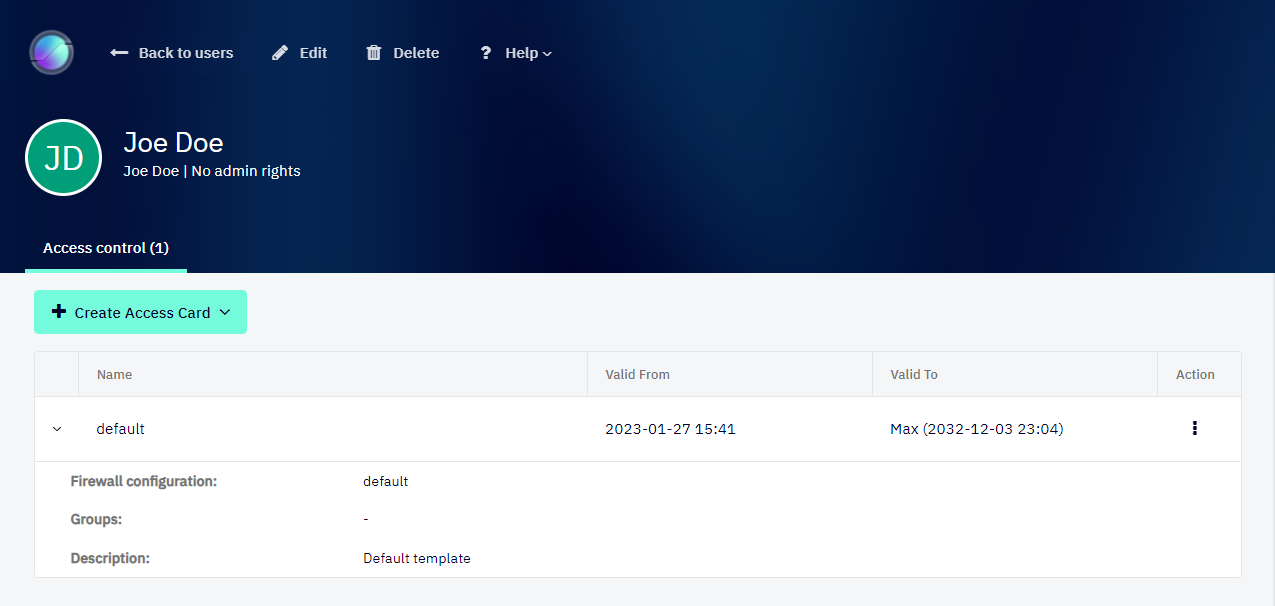 Back to users Edit Delete ? Help
JD
Joe Doe
Joe Doe | No admin rights
Access control (1)
Create Access Card
Name Valid From Valid To Action
default 2023-01-27 15:41 Max (2032-12-03 23:04)
Firewall configuration: default
Groups: -
Description: Default template